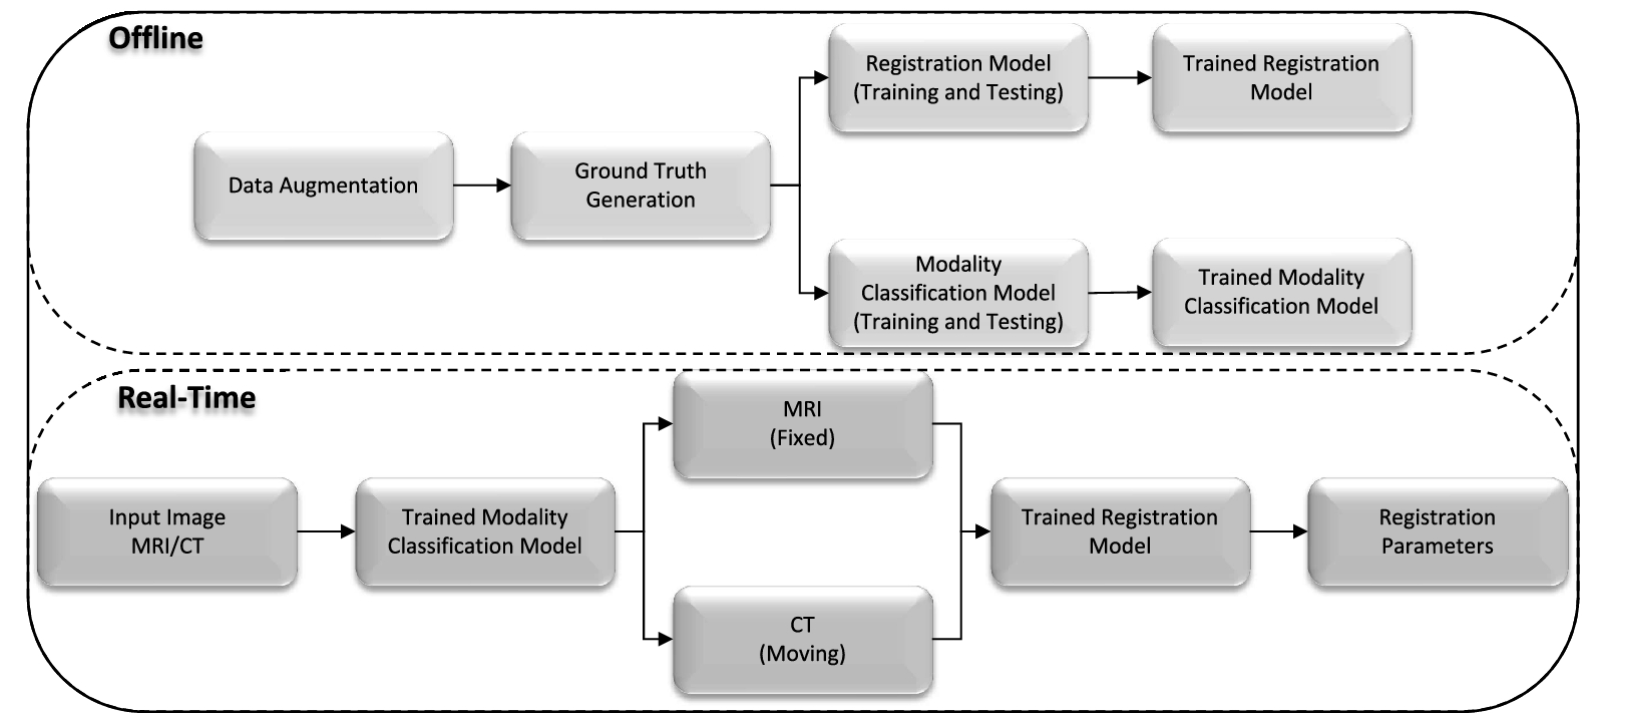 Offline
Data Augmentation
Ground Truth
Generation
Registration Model
(Training and Testing)
Trained Registration
Model
Modality
Classification Model
(Training and Testing)
Trained Modality
Classification Model
Real-Time
Input Image
MRI/CT
Trained Modality
Classification Model
MRI
(Fixed)
CT
(Moving)
Trained Registration
Model
Registration
Parameters